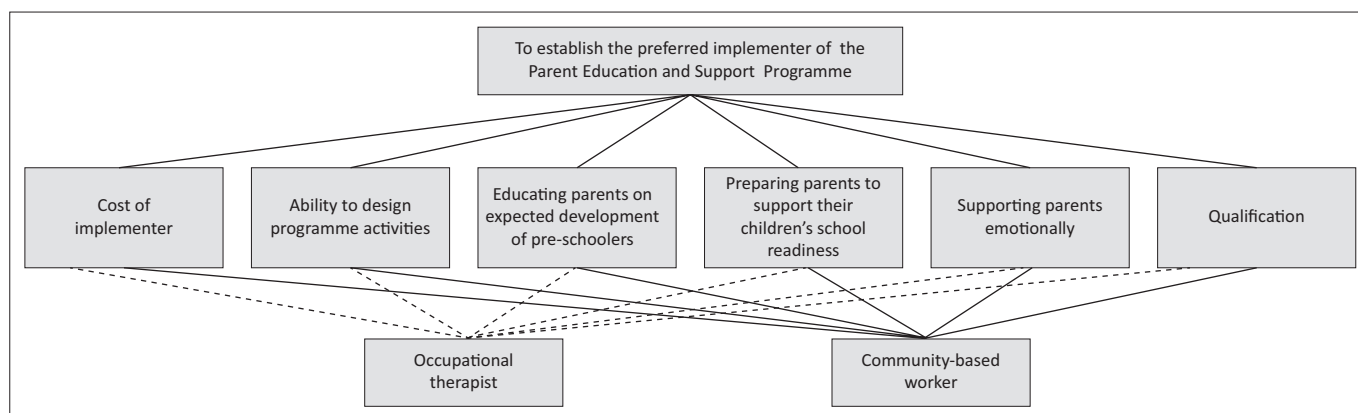 To establish the preferred implementer of the
Parent Education and Support Programme
Cost of
implementer
Ability to design
programme activities
Educating parents on
expected development
of pre-schoolers
Preparing parents to
support their
children's school
readiness
Supporting parents
emotionally
Qualification
Occupational
therapist
Community-based
worker